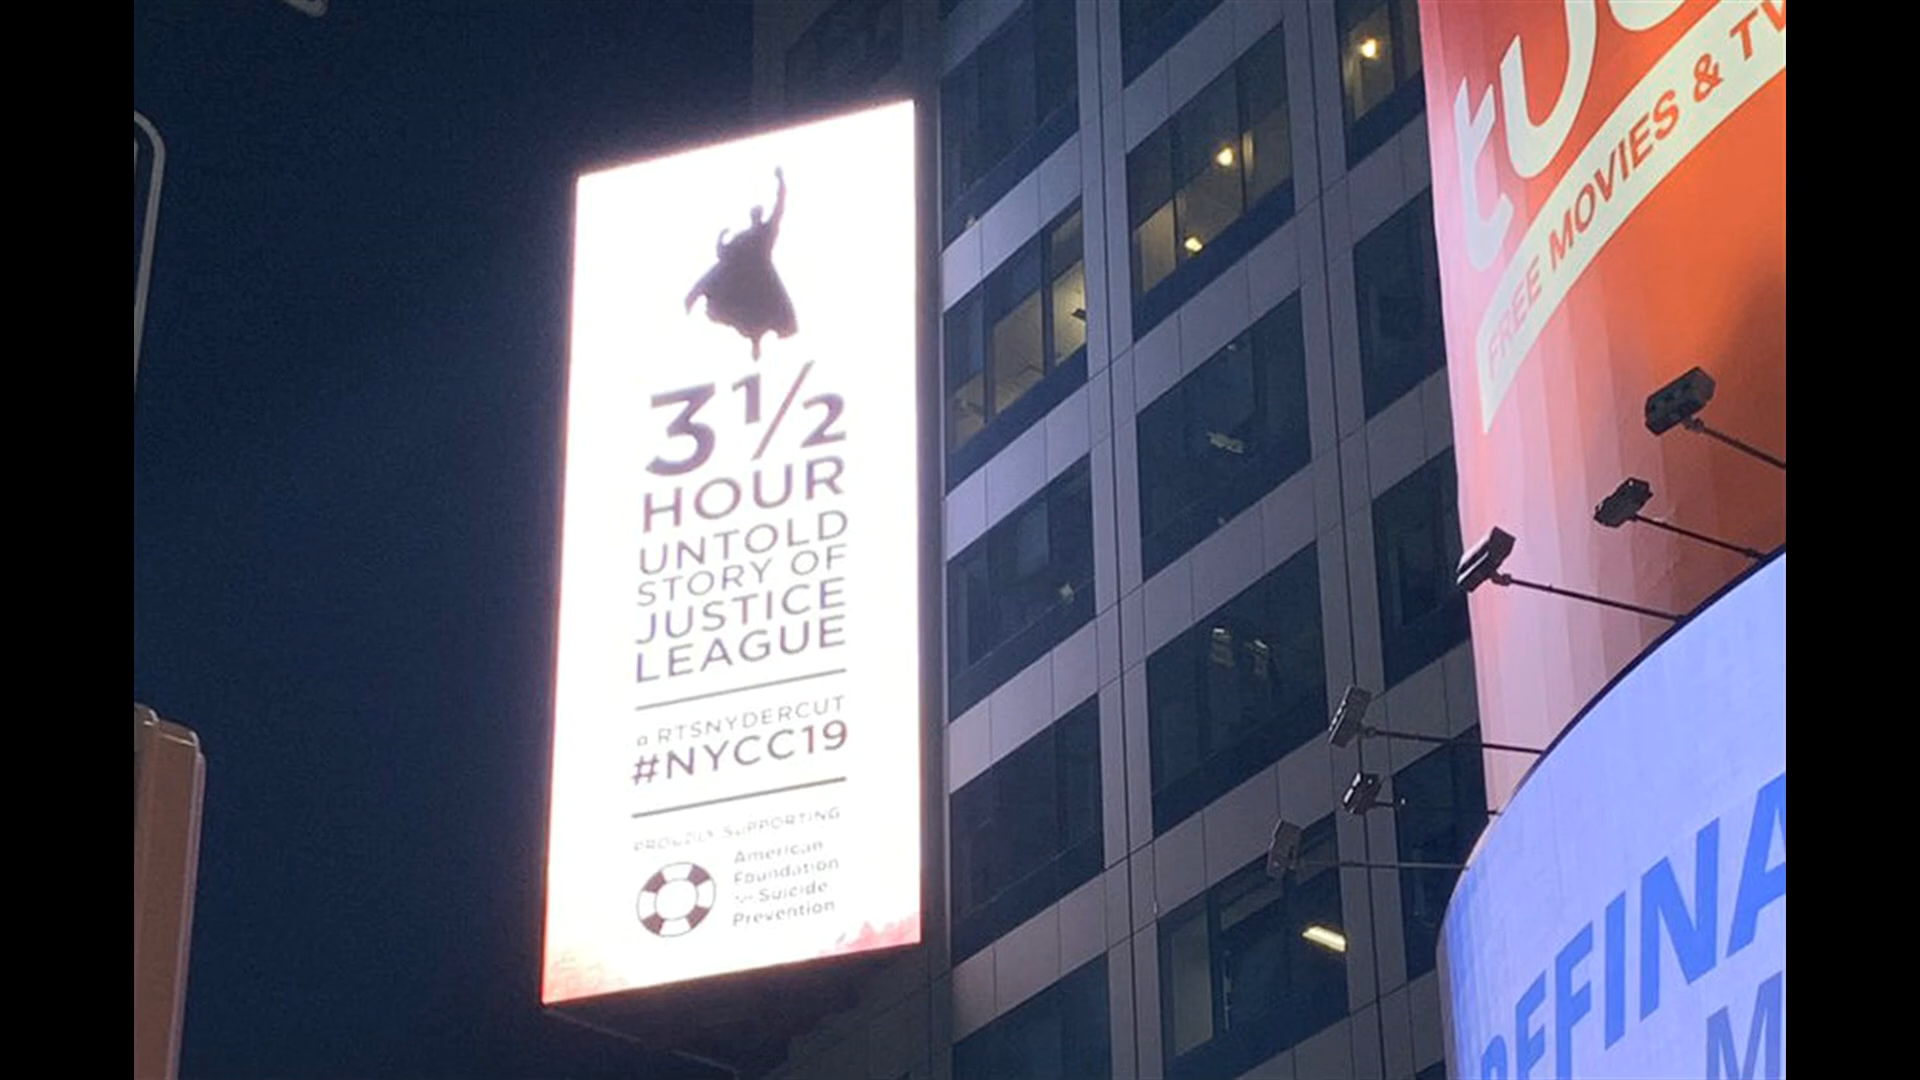 3 1/2
HOUR
UNTOLD
STORY OF
JUSTICE
LEAGUE
@RTSNYDERCUT
#NYCC19
PROUDLY SUPPORTING
American
Foundation
for Suicide
Prevention
FREE MOVIES & TV